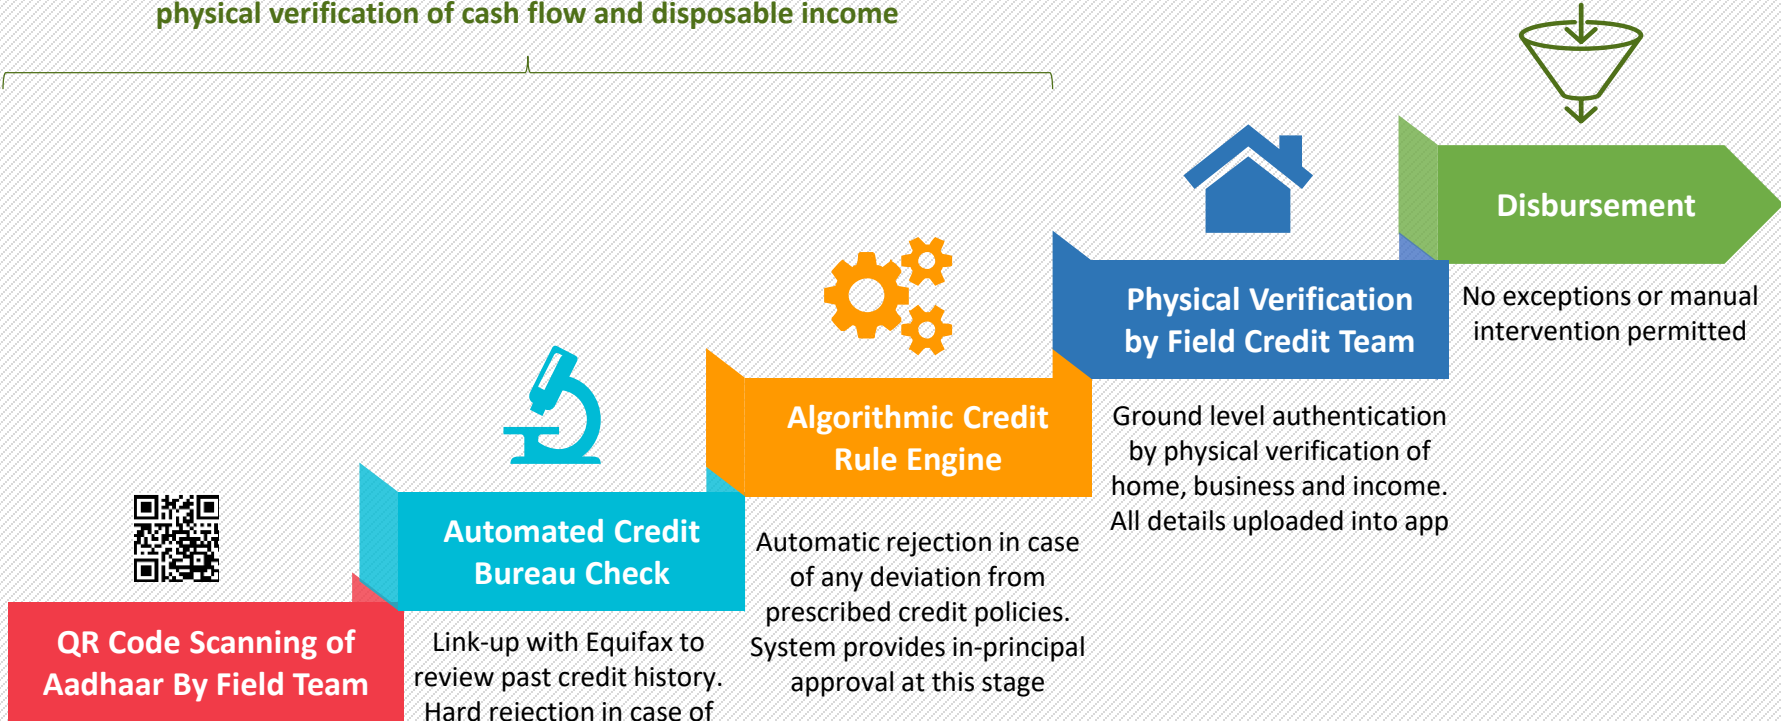 physical verification of cash flow and disposable income
QR Code Scanning of
Aadhaar By Field Team
Automated Credit
Bureau Check
Link-up with Equifax to
review past credit history.
Hard rejection in case of
Algorithmic Credit
Rule Engine
Automatic rejection in case
of any deviation from
prescribed credit policies.
System provides in-principal
approval at this stage
Physical Verification
by Field Credit Team
Ground level authentication
by physical verification of
home, business and income.
All details uploaded into app
Disbursement
No exceptions or manual
intervention permitted